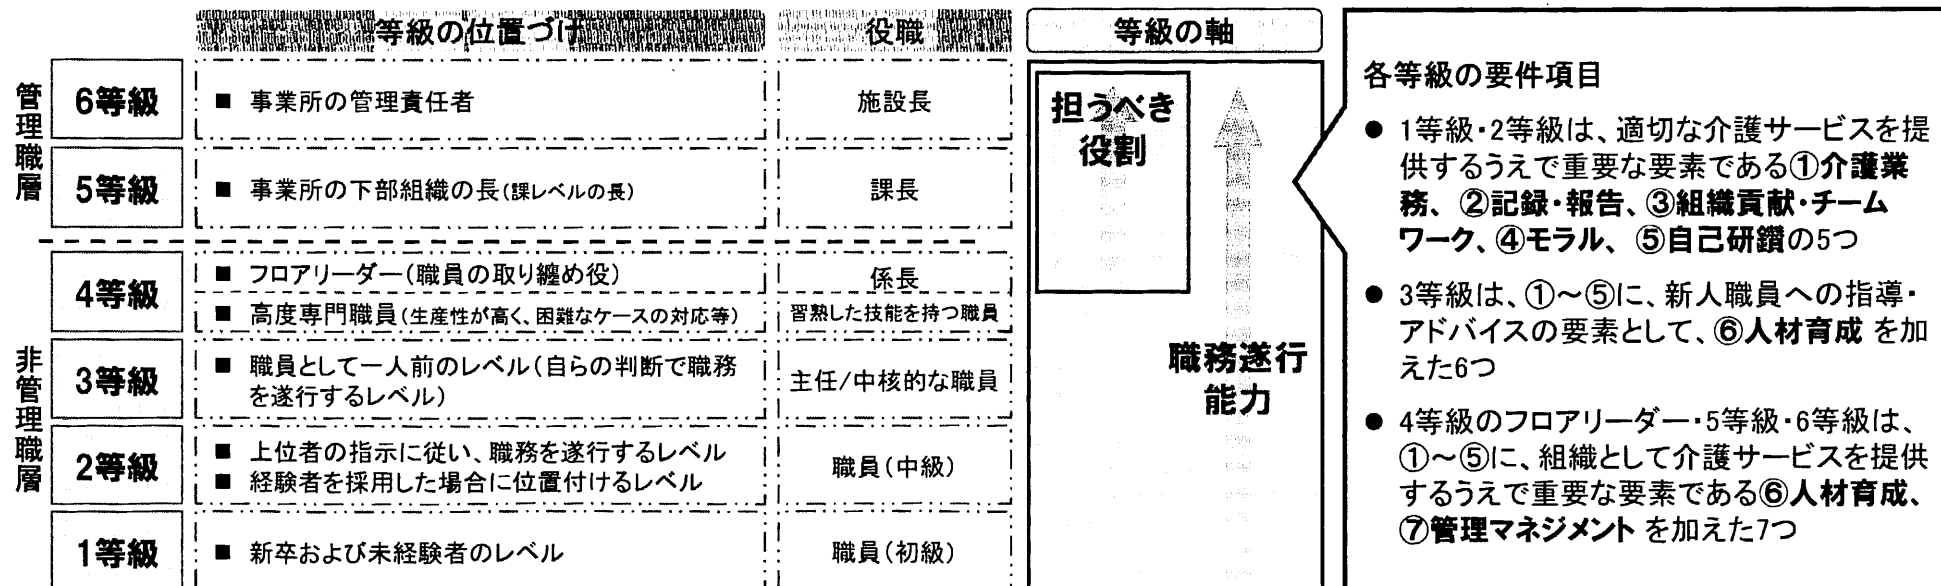 等級の位置づけ
役職
等級の軸
管理職層
6等級
■ 事業所の管理責任者
施設長
5等級
■ 事業所の下部組織の長(課レベルの長)
課長
非管理職層
4等級
■ フロアリーダー(職員の取り纏め役)
係長
■ 高度専門職員(生産性が高く、困難なケースの対応等)
習熟した技能を持つ職員
3等級
■ 職員として一人前のレベル(自らの判断で職務
を遂行するレベル)
主任/中核的な職員
2等級
■ 上位者の指示に従い、職務を遂行するレベル
■ 経験者を採用した場合に位置付けるレベル
職員(中級)
1等級
■ 新卒および未経験者のレベル
職員(初級)
担うべき
役割
職務遂行
能力
各等級の要件項目
● 1等級・2等級は、適切な介護サービスを提
供するうえで重要な要素である①介護業
務、②記録・報告、③組織貢献・チーム
ワーク、④モラル、⑤自己研鑽の5つ
● 3等級は、①～⑤に、新人職員への指導・
アドバイスの要素として、⑥人材育成 を加
えた6つ
● 4等級のフロアリーダー・5等級・6等級は、
①～⑤に、組織として介護サービスを提供
するうえで重要な要素である⑥人材育成、
⑦管理マネジメント を加えた7つ